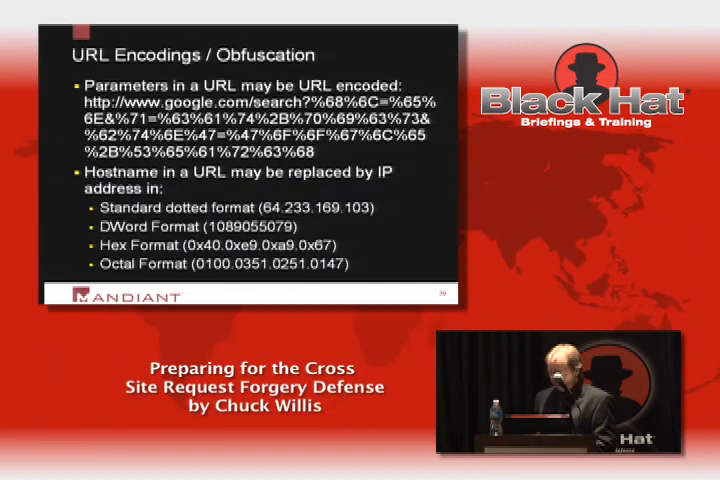 URL Encodings / Obfuscation
Parameters in a URL may be URL encoded:
http://www.google.com/search?%68%6C=%65%
6E&%71=%63%61%74%2B%70%69%63%73&
%62%74%6E%47=%47%6F%6F%67%6C%65
%2B%53%65%61%72%63%68
Hostname in a URL may be replaced by IP
address in:
Standard dotted format (64.233.169.103)
DWord Format (1089055079)
Hex Format (0x40.0xe9.0xa9.0x67)
Octal Format (0100.0351.0251.0147)
MANDIANT
39
Black Hat
Briefings & Training
Preparing for the Cross
Site Request Forgery Defense
by Chuck Willis
Hat